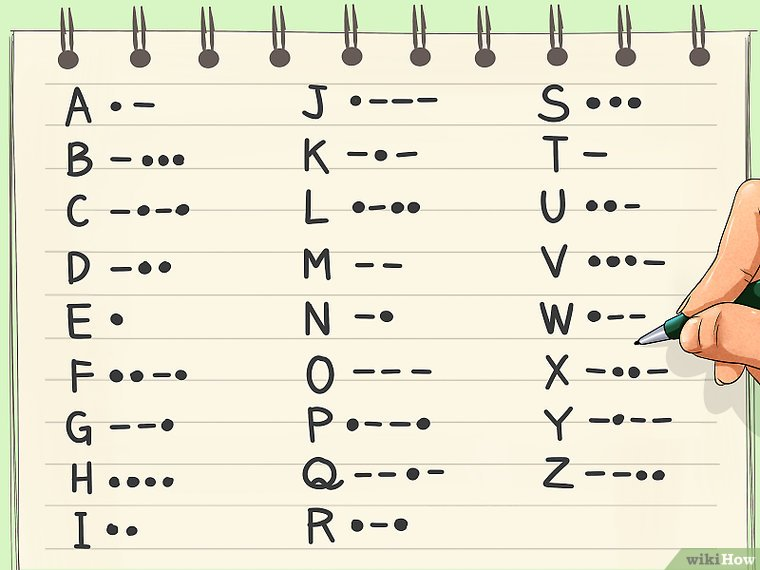 A • –
B – • • •
C – • – •
D – • •
E •
F • • – •
G – – •
H • • • •
I • •
J • – – –
K – • –
L • – • •
M – –
N – •
O – – –
P • – – •
Q – – • –
R • – •
S • • •
T –
U • • –
V • • • –
W • – –
X – • • –
Y – • – –
Z – – • •
wikiHow